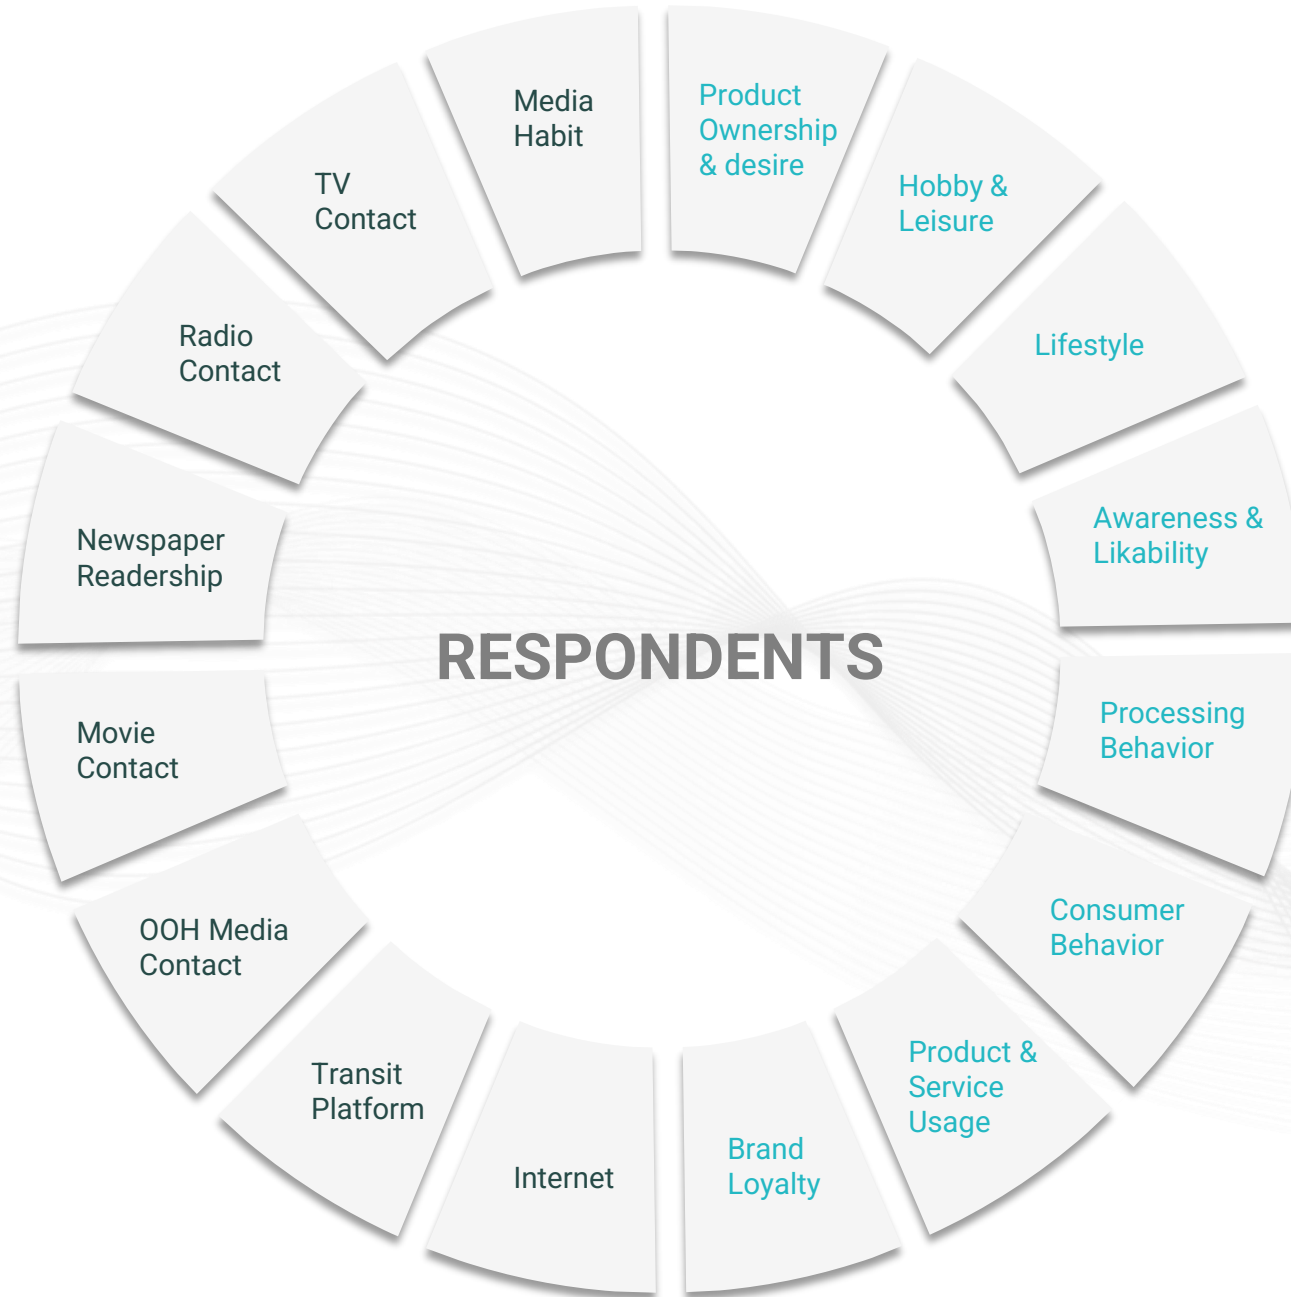 Media
Habit
Product
Ownership
& desire
Hobby &
Leisure
Lifestyle
Awareness &
Likability
Processing
Behavior
Consumer
Behavior
Product &
Service
Usage
Brand
Loyalty
Internet
Transit
Platform
OOH Media
Contact
Movie
Contact
Newspaper
Readership
Radio
Contact
TV
Contact
RESPONDENTS